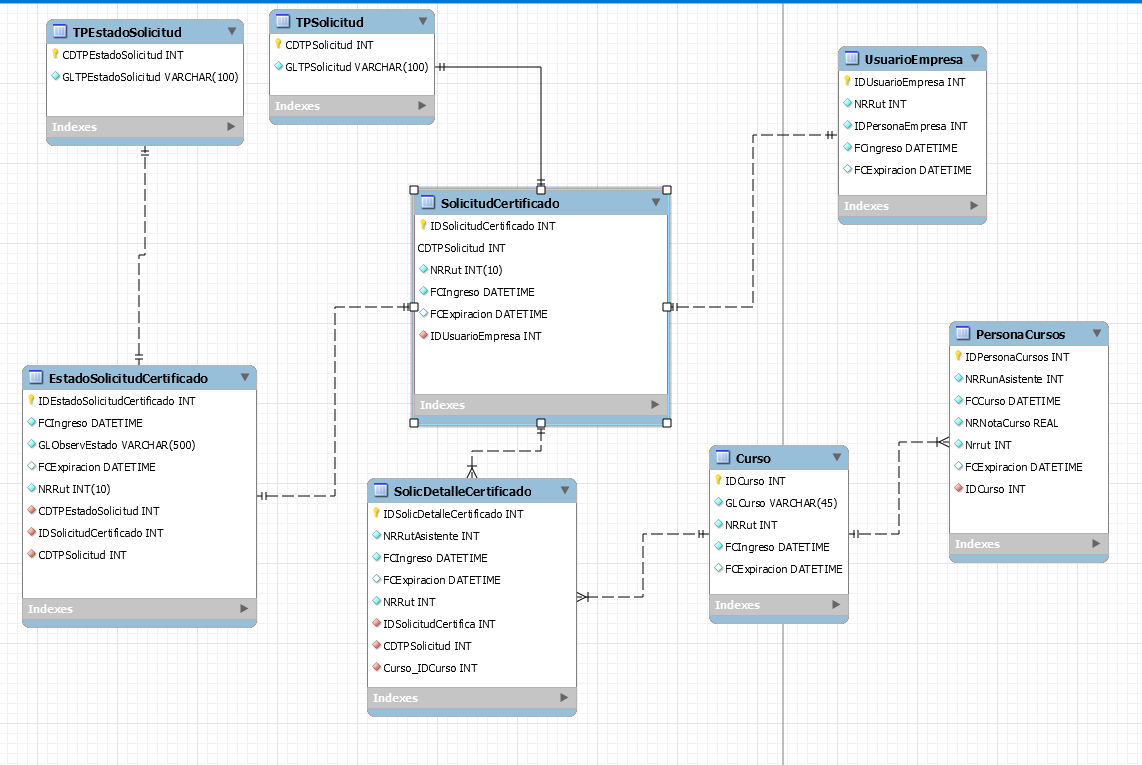 TPEstadoSolicitud
CDTPEstadoSolicitud INT
GLTPEstadoSolicitud VARCHAR(100)
Indexes
TPSolicitud
CDTPSolicitud INT
GLTPSolicitud VARCHAR(100)
Indexes
UsuarioEmpresa
IDUsuarioEmpresa INT
NRRut INT
IDPersonaEmpresa INT
FCingreso DATETIME
FCExpiracion DATETIME
Indexes
SolicitudCertificado
IDSolicitudCertificado INT
CDTPSolicitud INT
NRRut INT(10)
FCIngreso DATETIME
FCExpiracion DATETIME
IDUsuarioEmpresa INT
Indexes
EstadoSolicitudCertificado
IDEstadoSolicitudCertificado INT
FCIngreso DATETIME
GLObservEstado VARCHAR(500)
FCExpiracion DATETIME
NRRut INT(10)
CDTPEstadoSolicitud INT
IDSolicitudCertificado INT
CDTPSolicitud INT
Indexes
SolicDetalleCertificado
IDSolicDetalleCertificado INT
NRRutAsistente INT
FCIngreso DATETIME
FCExpiracion DATETIME
NRRut INT
IDSolicitudCertifica INT
CDTPSolicitud INT
Curso_IDCurso INT
Indexes
Curso
IDCurso INT
GLCurso VARCHAR(45)
NRRut INT
FCIngreso DATETIME
FCExpiracion DATETIME
Indexes
PersonaCursos
IDPersonaCursos INT
NRRunAsistente INT
FCCurso DATETIME
NRNotaCurso REAL
Nrrut INT
FCExpiracion DATETIME
IDCurso INT
Indexes